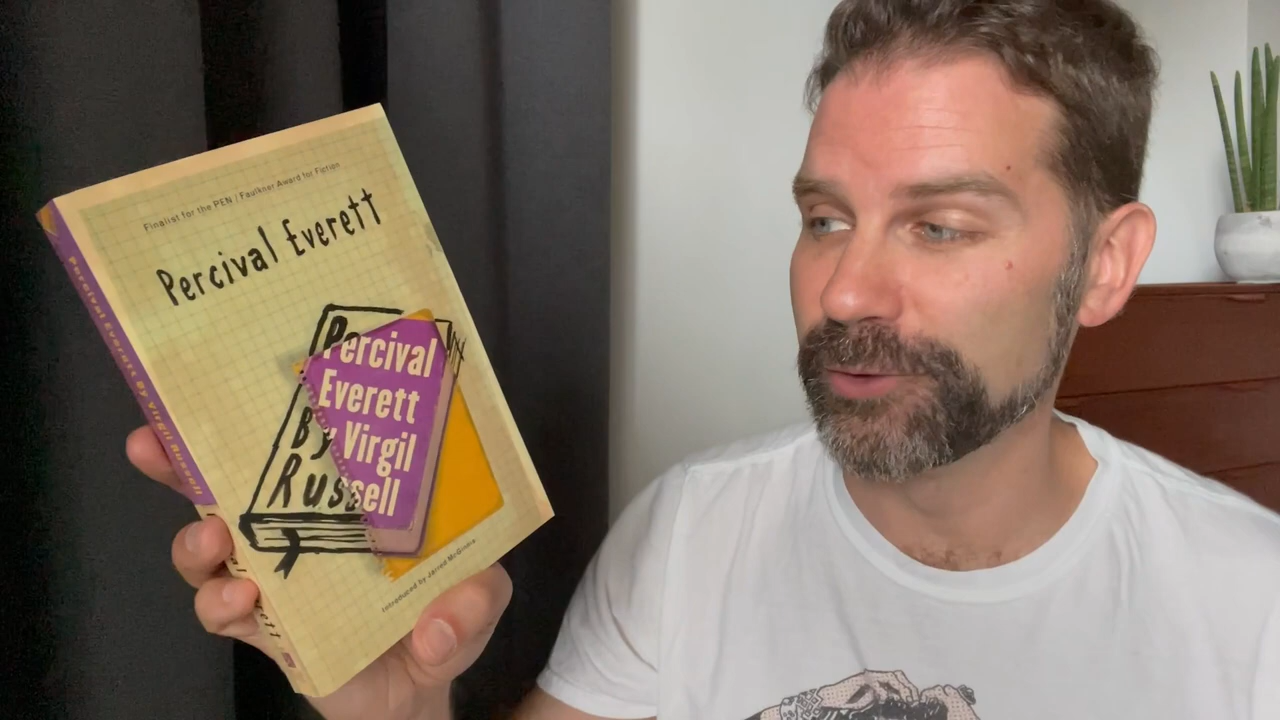 Finalist for the PEN / Faulkner Award for Fiction
Percival Everett
Percival
Everett
By Virgil
Russell
Introduced by Jarred McGinnis
Percival Everett By Virgil Russell